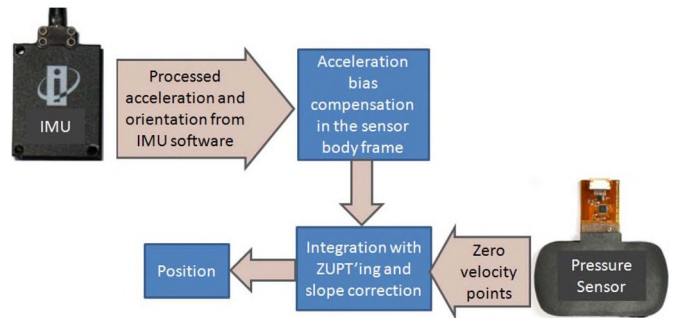 IMU
Processed
acceleration and
orientation from
IMU software
Acceleration
bias
compensation
in the sensor
body frame
Position
Integration with
ZUPT'ing and
slope correction
Zero
velocity
points
Pressure
Sensor